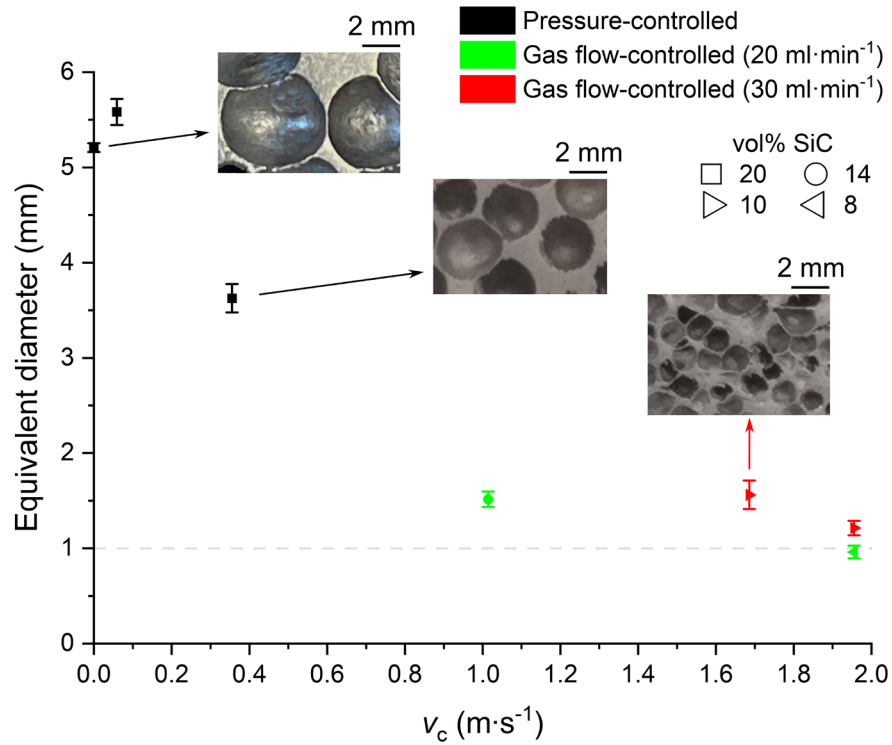 2 mm
Pressure-controlled
Gas flow-controlled (20 ml·min⁻¹)
Gas flow-controlled (30 ml·min⁻¹)
vol% SiC
20 14
10 8
2 mm
2 mm
Equivalent diameter (mm)
6
5
4
3
2
1
0
0.0 0.2 0.4 0.6 0.8 1.0 1.2 1.4 1.6 1.8 2.0
v_c (m·s⁻¹)